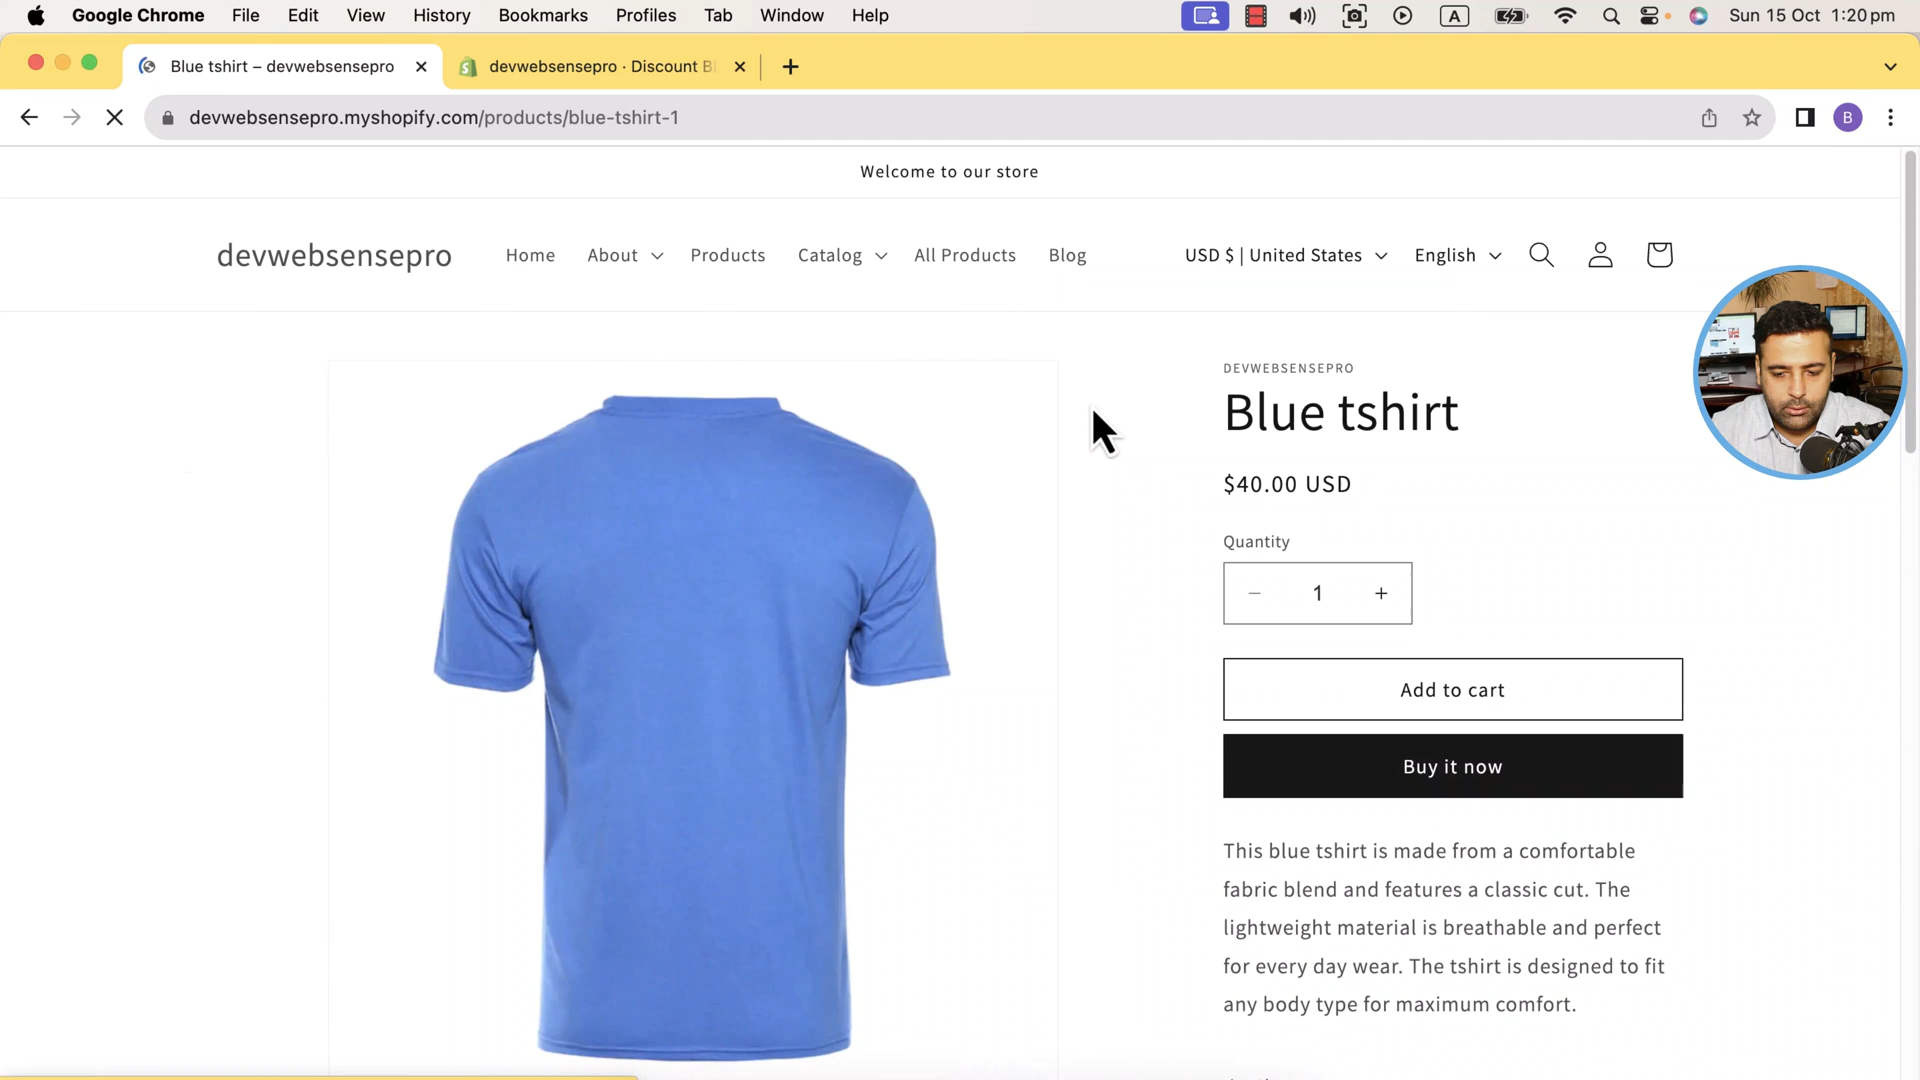 Google Chrome File Edit View History Bookmarks Profiles Tab Window Help A Sun 15 Oct 1:20 pm
Blue tshirt – devwebsensepro devwebsensepro · Discount
devwebsensepro.myshopify.com/products/blue-tshirt-1 B
Welcome to our store
devwebsensepro Home About Products Catalog All Products Blog USD $ | United States English
DEVWEBSENSEPRO
Blue tshirt
$40.00 USD
Quantity
− 1 +
Add to cart
Buy it now
This blue tshirt is made from a comfortable
fabric blend and features a classic cut. The
lightweight material is breathable and perfect
for every day wear. The tshirt is designed to fit
any body type for maximum comfort.